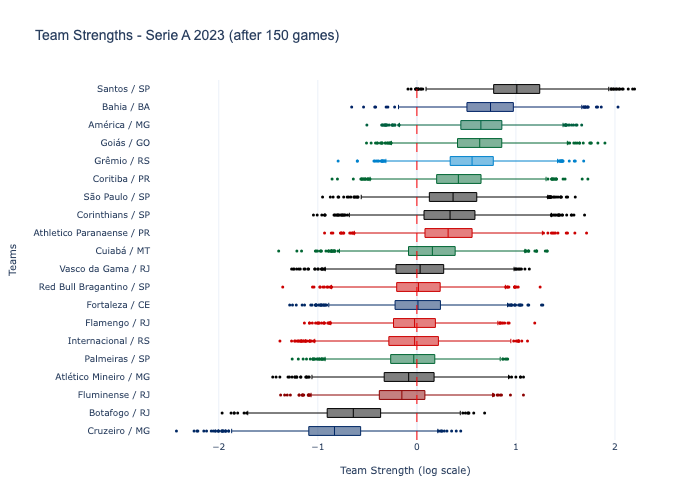 Team Strengths - Serie A 2023 (after 150 games)
Santos / SP
Bahia / BA
América / MG
Goiás / GO
Grêmio / RS
Coritiba / PR
São Paulo / SP
Corinthians / SP
Athletico Paranaense / PR
Cuiabá / MT
Vasco da Gama / RJ
Red Bull Bragantino / SP
Fortaleza / CE
Flamengo / RJ
Internacional / RS
Palmeiras / SP
Atlético Mineiro / MG
Fluminense / RJ
Botafogo / RJ
Cruzeiro / MG
Teams
−2 −1 0 1 2
Team Strength (log scale)